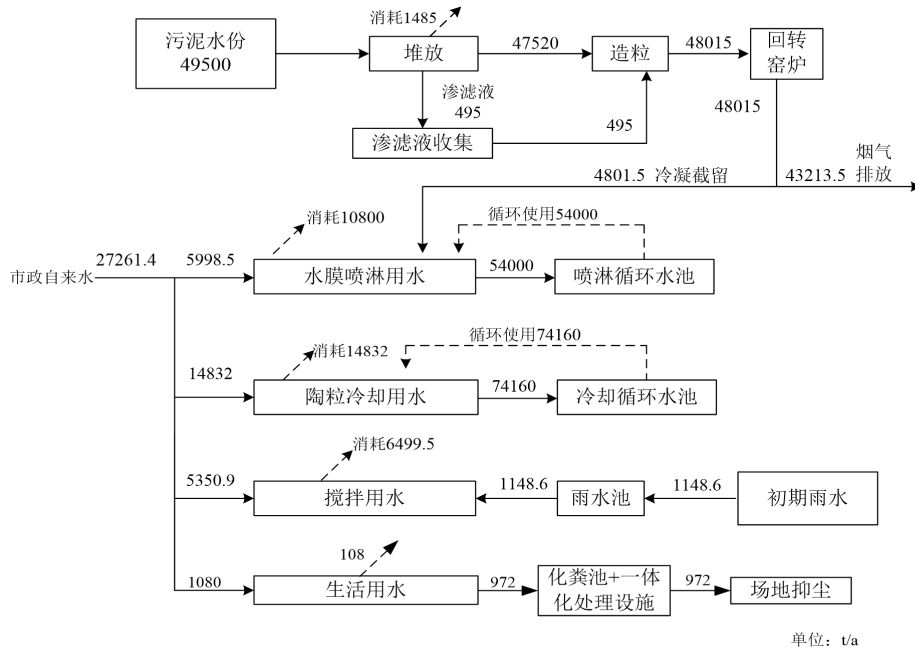 消耗1485
污泥水份
49500
堆放
47520
造粒
48015
回转
窑炉
渗滤液
495
48015
渗滤液收集
495
烟气
排放
4801.5 冷凝截留
43213.5
消耗10800
循环使用54000
市政自来水
27261.4
5998.5
水膜喷淋用水
54000
喷淋循环水池
消耗14832
循环使用74160
14832
陶粒冷却用水
74160
冷却循环水池
消耗6499.5
5350.9
搅拌用水
1148.6
雨水池
1148.6
初期雨水
108
1080
生活用水
972
化粪池+一体
化处理设施
972
场地抑尘
单位：t/a